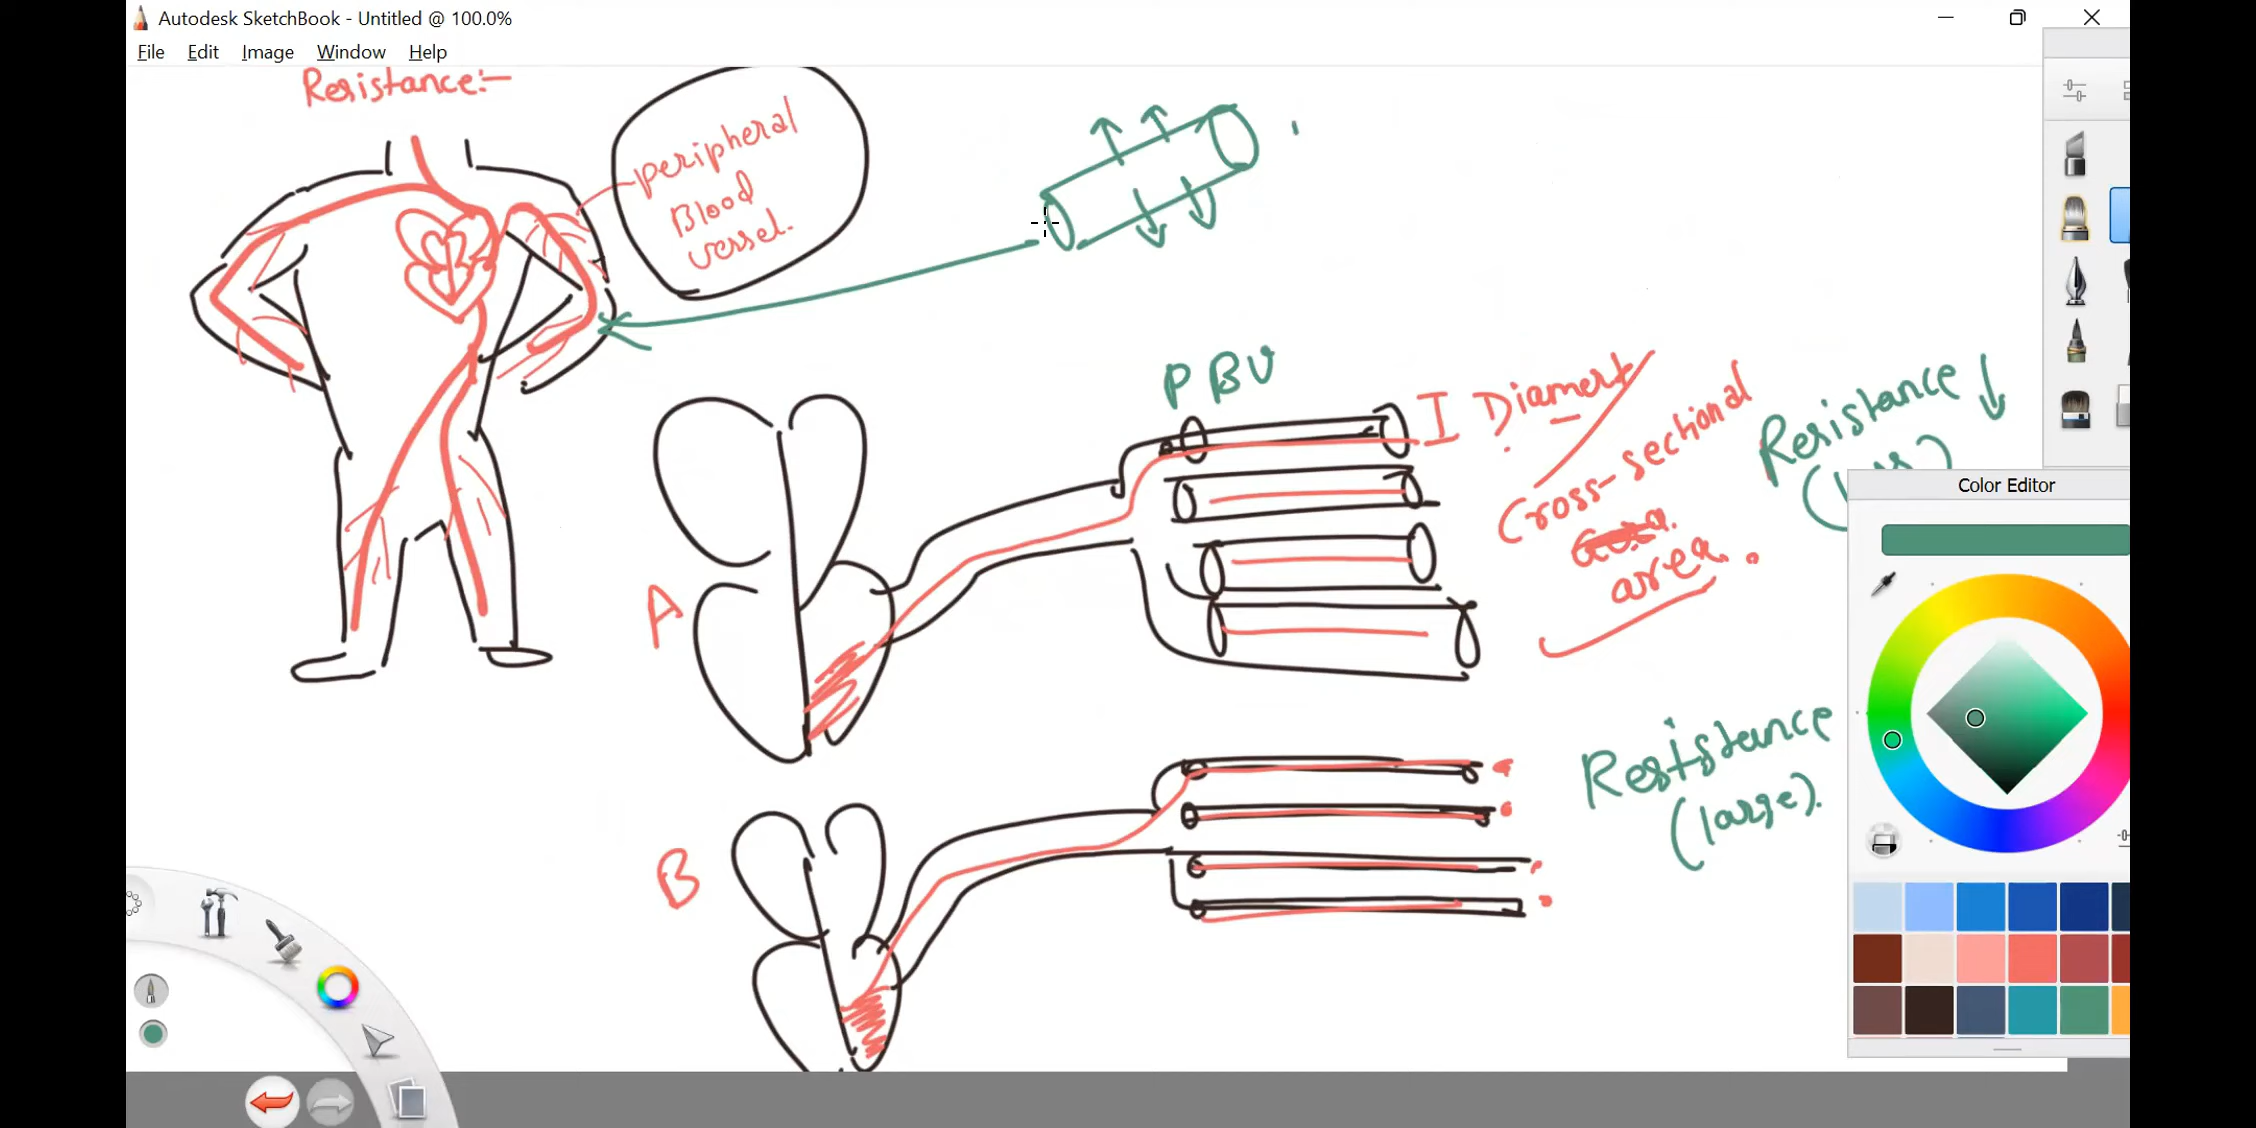 Autodesk SketchBook - Untitled @ 100.0%
File Edit Image Window Help
Resistance:-
peripheral
Blood
vessel.
PBV
I Diamert
Cross-sectional
area.
Resistance ↓
A
Resistance
(large).
B
Color Editor